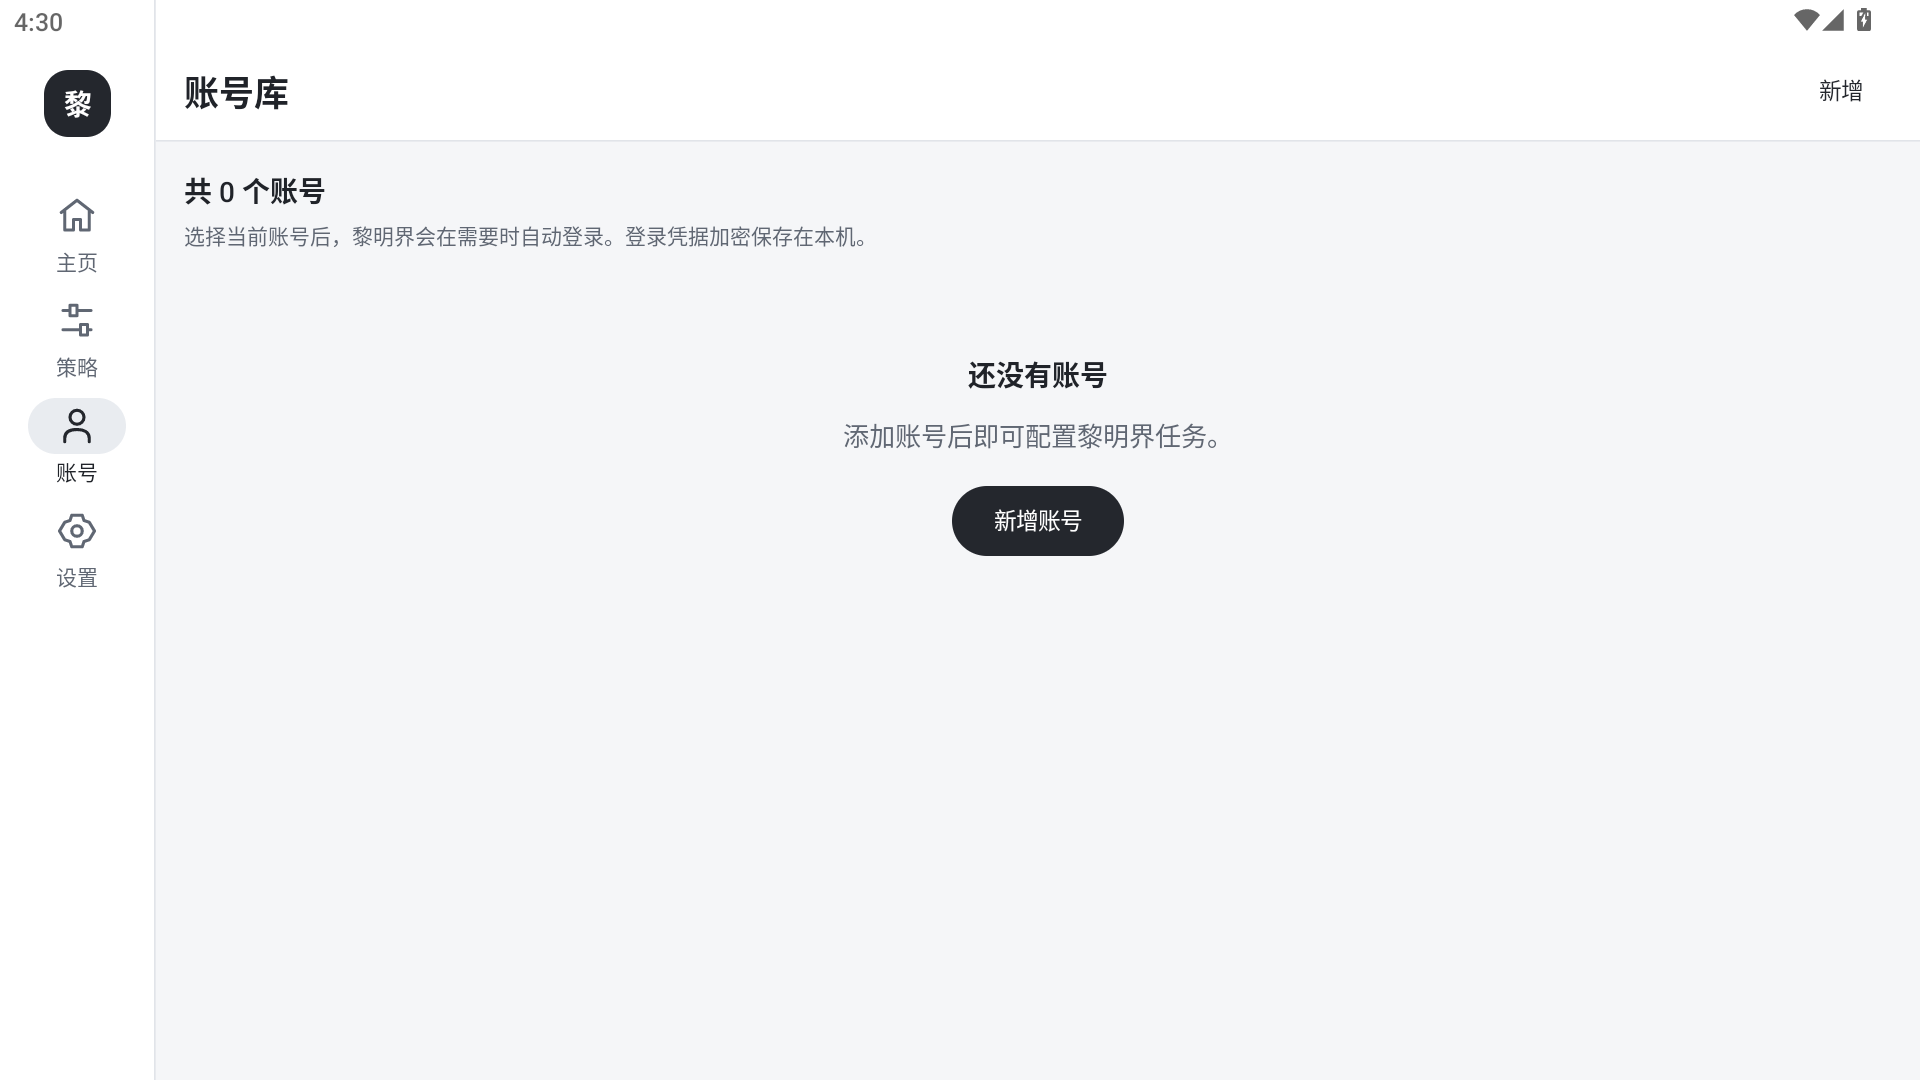 4:30
黎
账号库
新增
主页
策略
账号
设置
共 0 个账号
选择当前账号后，黎明界会在需要时自动登录。登录凭据加密保存在本机。
还没有账号
添加账号后即可配置黎明界任务。
新增账号